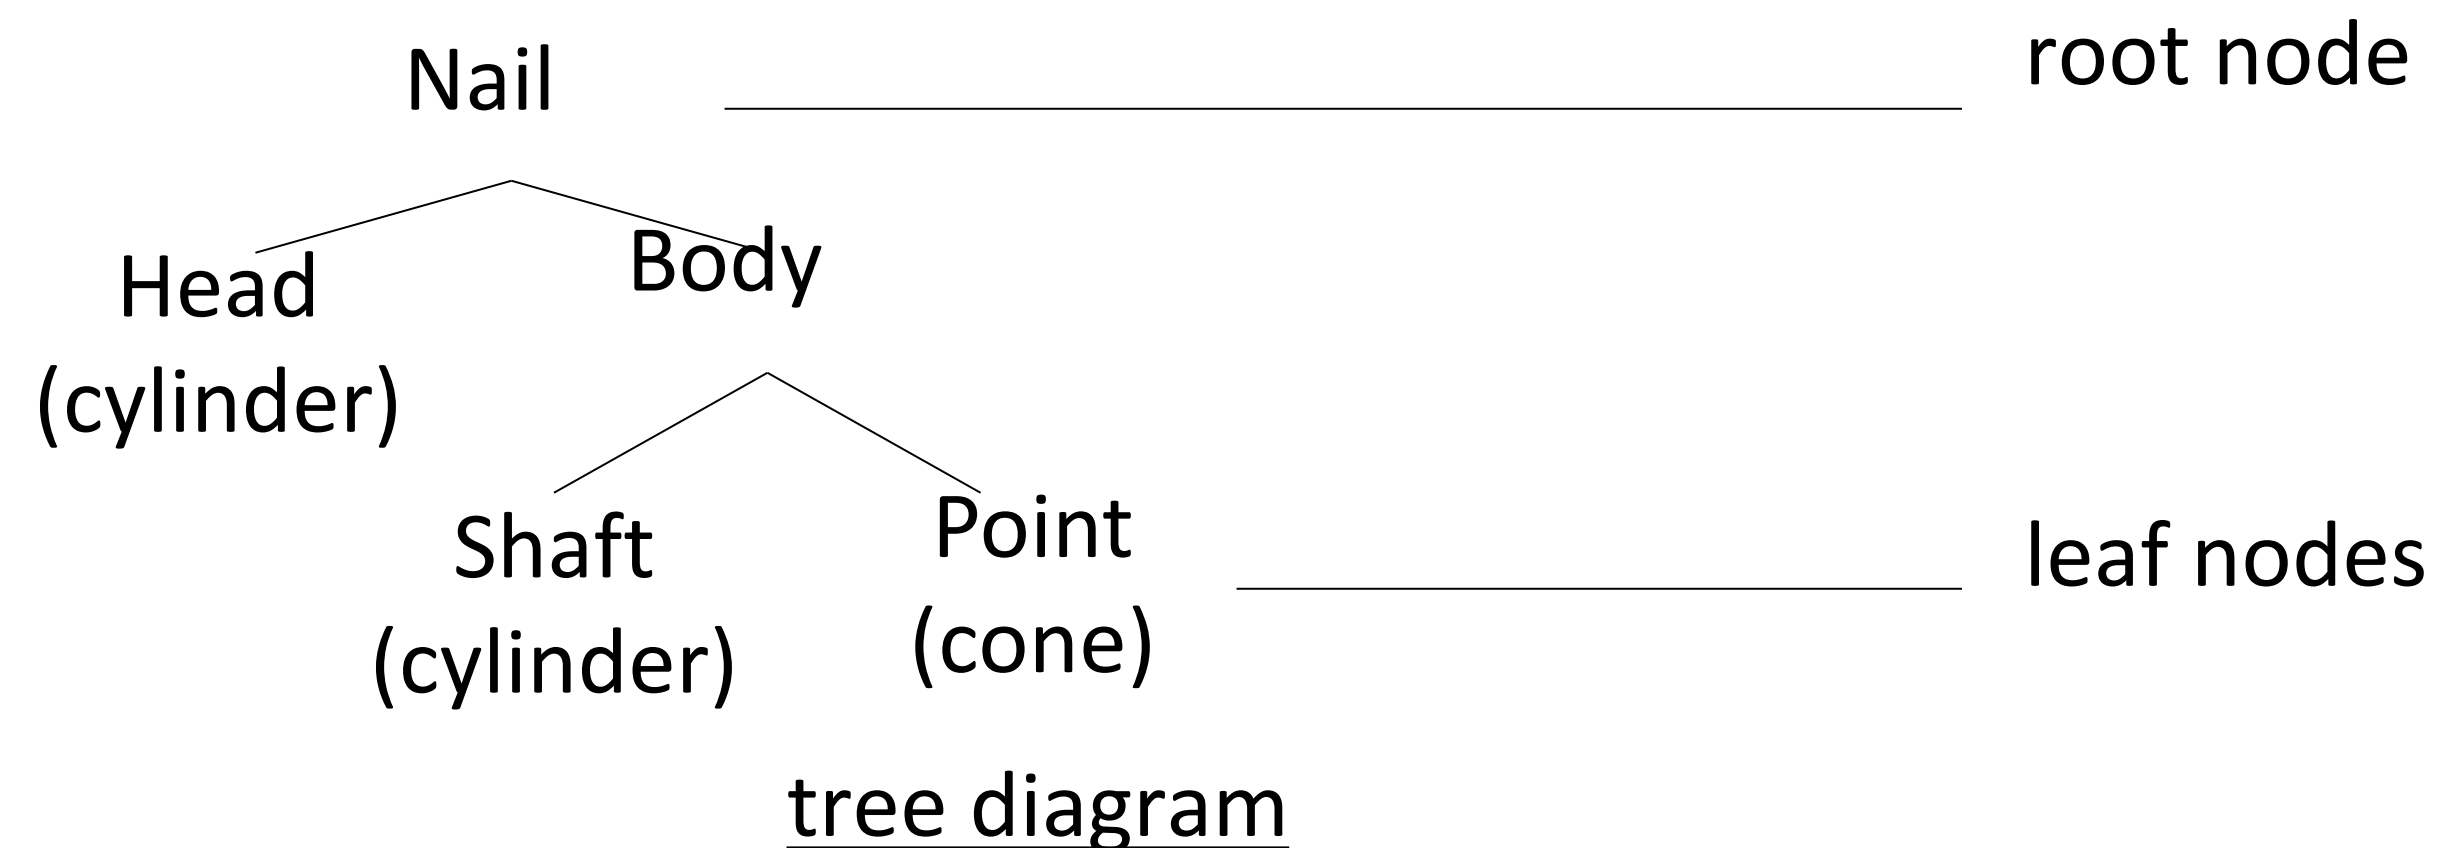 Nail
root node
Head
(cylinder)
Body
Shaft
(cylinder)
Point
(cone)
leaf nodes
tree diagram